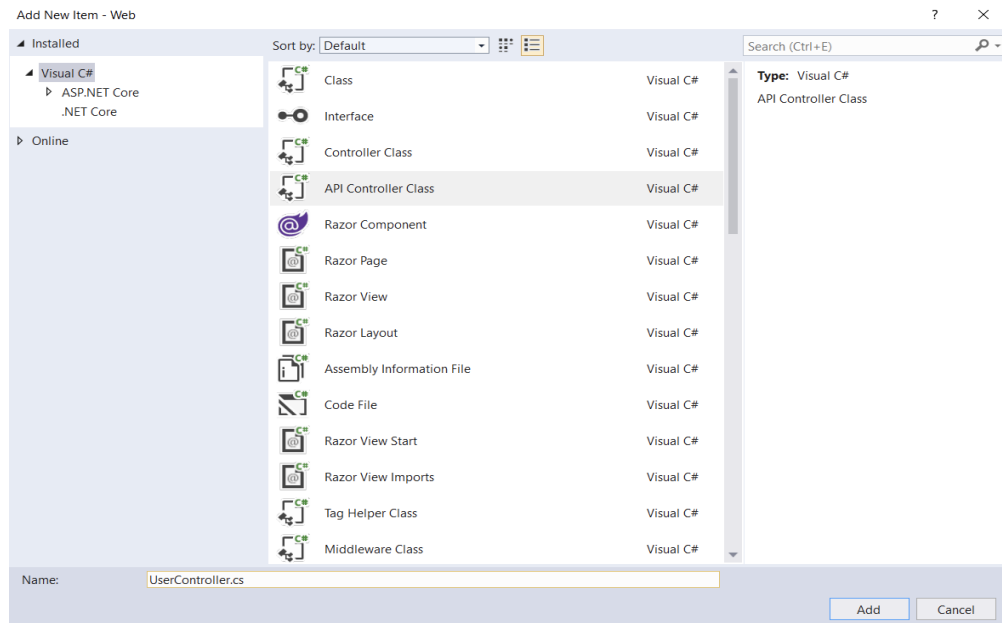 Add New Item - Web
?
Installed
Sort by: Default
Search (Ctrl+E)
Visual C#
ASP.NET Core
.NET Core
Online
Class Visual C#
Interface Visual C#
Controller Class Visual C#
API Controller Class Visual C#
Razor Component Visual C#
Razor Page Visual C#
Razor View Visual C#
Razor Layout Visual C#
Assembly Information File Visual C#
Code File Visual C#
Razor View Start Visual C#
Razor View Imports Visual C#
Tag Helper Class Visual C#
Middleware Class Visual C#
Type: Visual C#
API Controller Class
Name: UserController.cs
Add Cancel